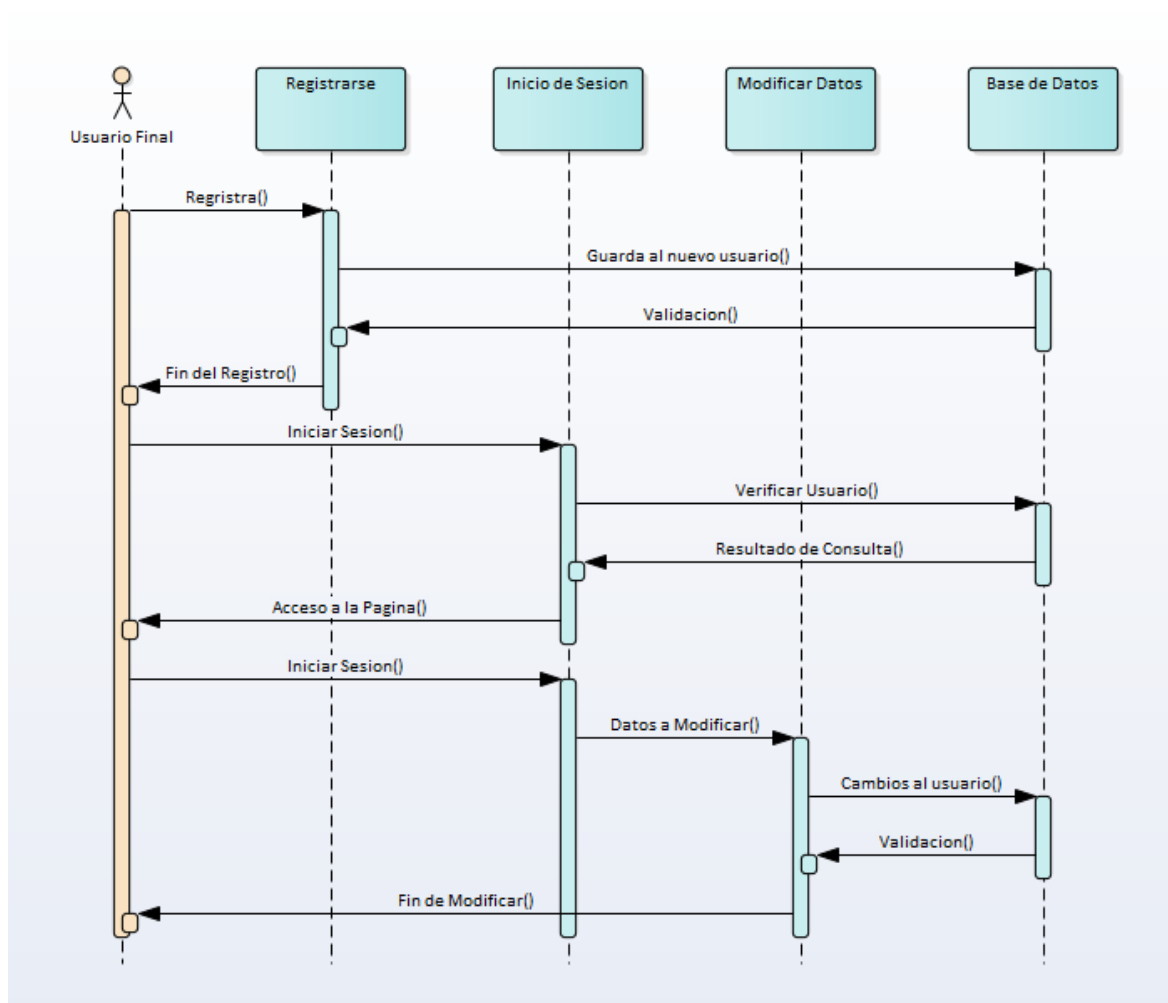 Registrarse
Inicio de Sesion
Modificar Datos
Base de Datos
Usuario Final
Regristra()
Guarda al nuevo usuario()
Validacion()
Fin del Registro()
Iniciar Sesion()
Verificar Usuario()
Resultado de Consulta()
Acceso a la Pagina()
Iniciar Sesion()
Datos a Modificar()
Cambios al usuario()
Validacion()
Fin de Modificar()